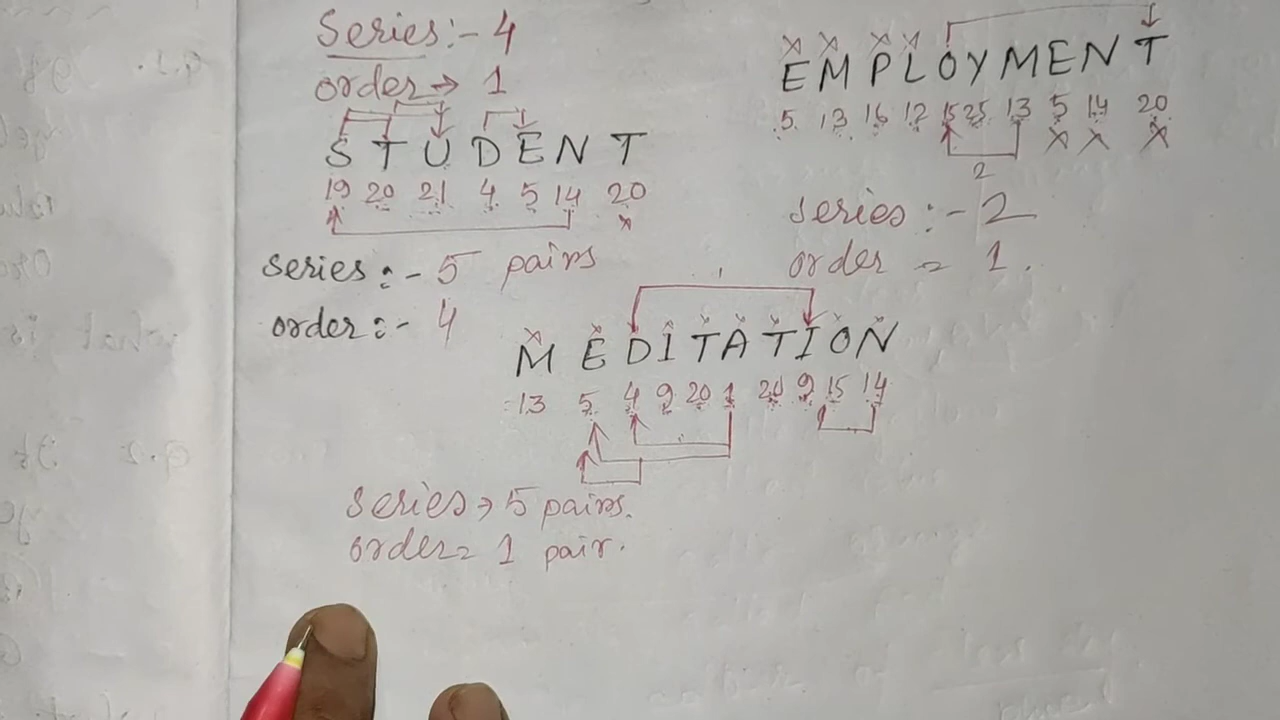 Series:- 4
order → 1
S T U D E N T
19 20 21 4 5 14 20
series :- 5 pairs
order :- 4
E M P L O Y M E N T
5 13 16 12 15 25 13 5 14 20
2
series :- 2
order = 1.
M E D I T A T I O N
13 5 4 9 20 1 20 9 15 14
series → 5 pairs.
order = 1 pair.